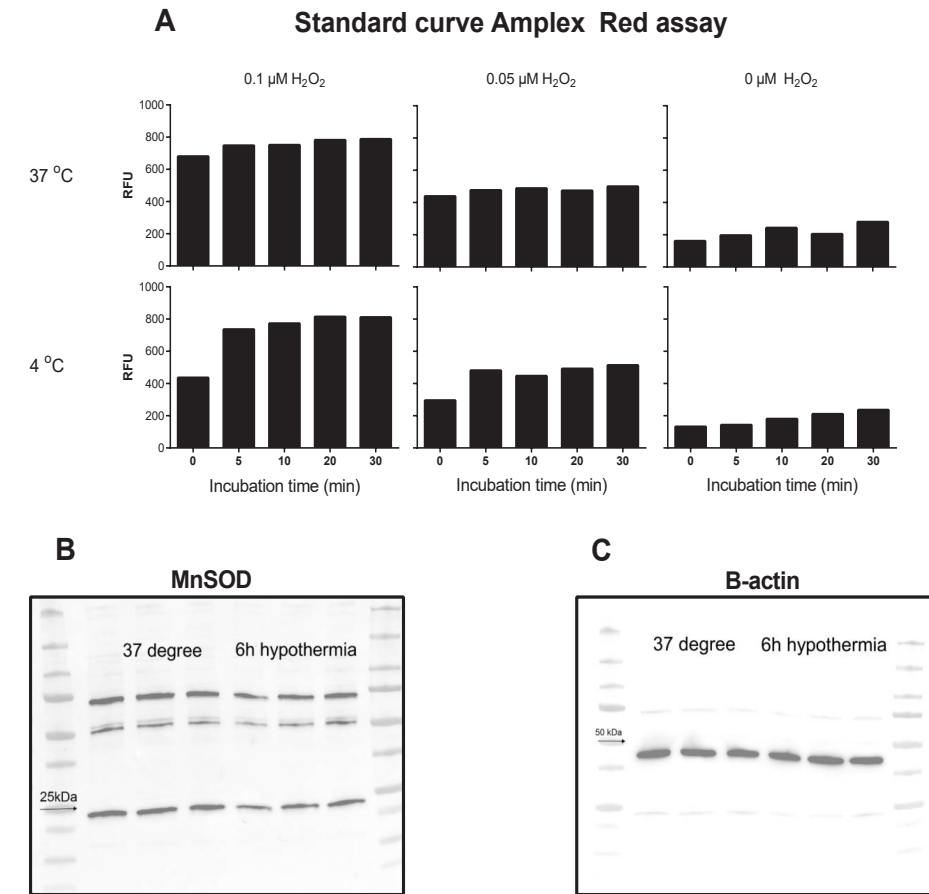 A Standard curve Amplex Red assay
0.1 µM H₂O₂ 0.05 µM H₂O₂ 0 µM H₂O₂
37 °C
RFU
1000
800
600
400
200
0
4 °C
RFU
1000
800
600
400
200
0
0 5 10 20 30 0 5 10 20 30 0 5 10 20 30
Incubation time (min) Incubation time (min) Incubation time (min)
B
MnSOD
37 degree 6h hypothermia
25kDa
C
B-actin
37 degree 6h hypothermia
50 kDa